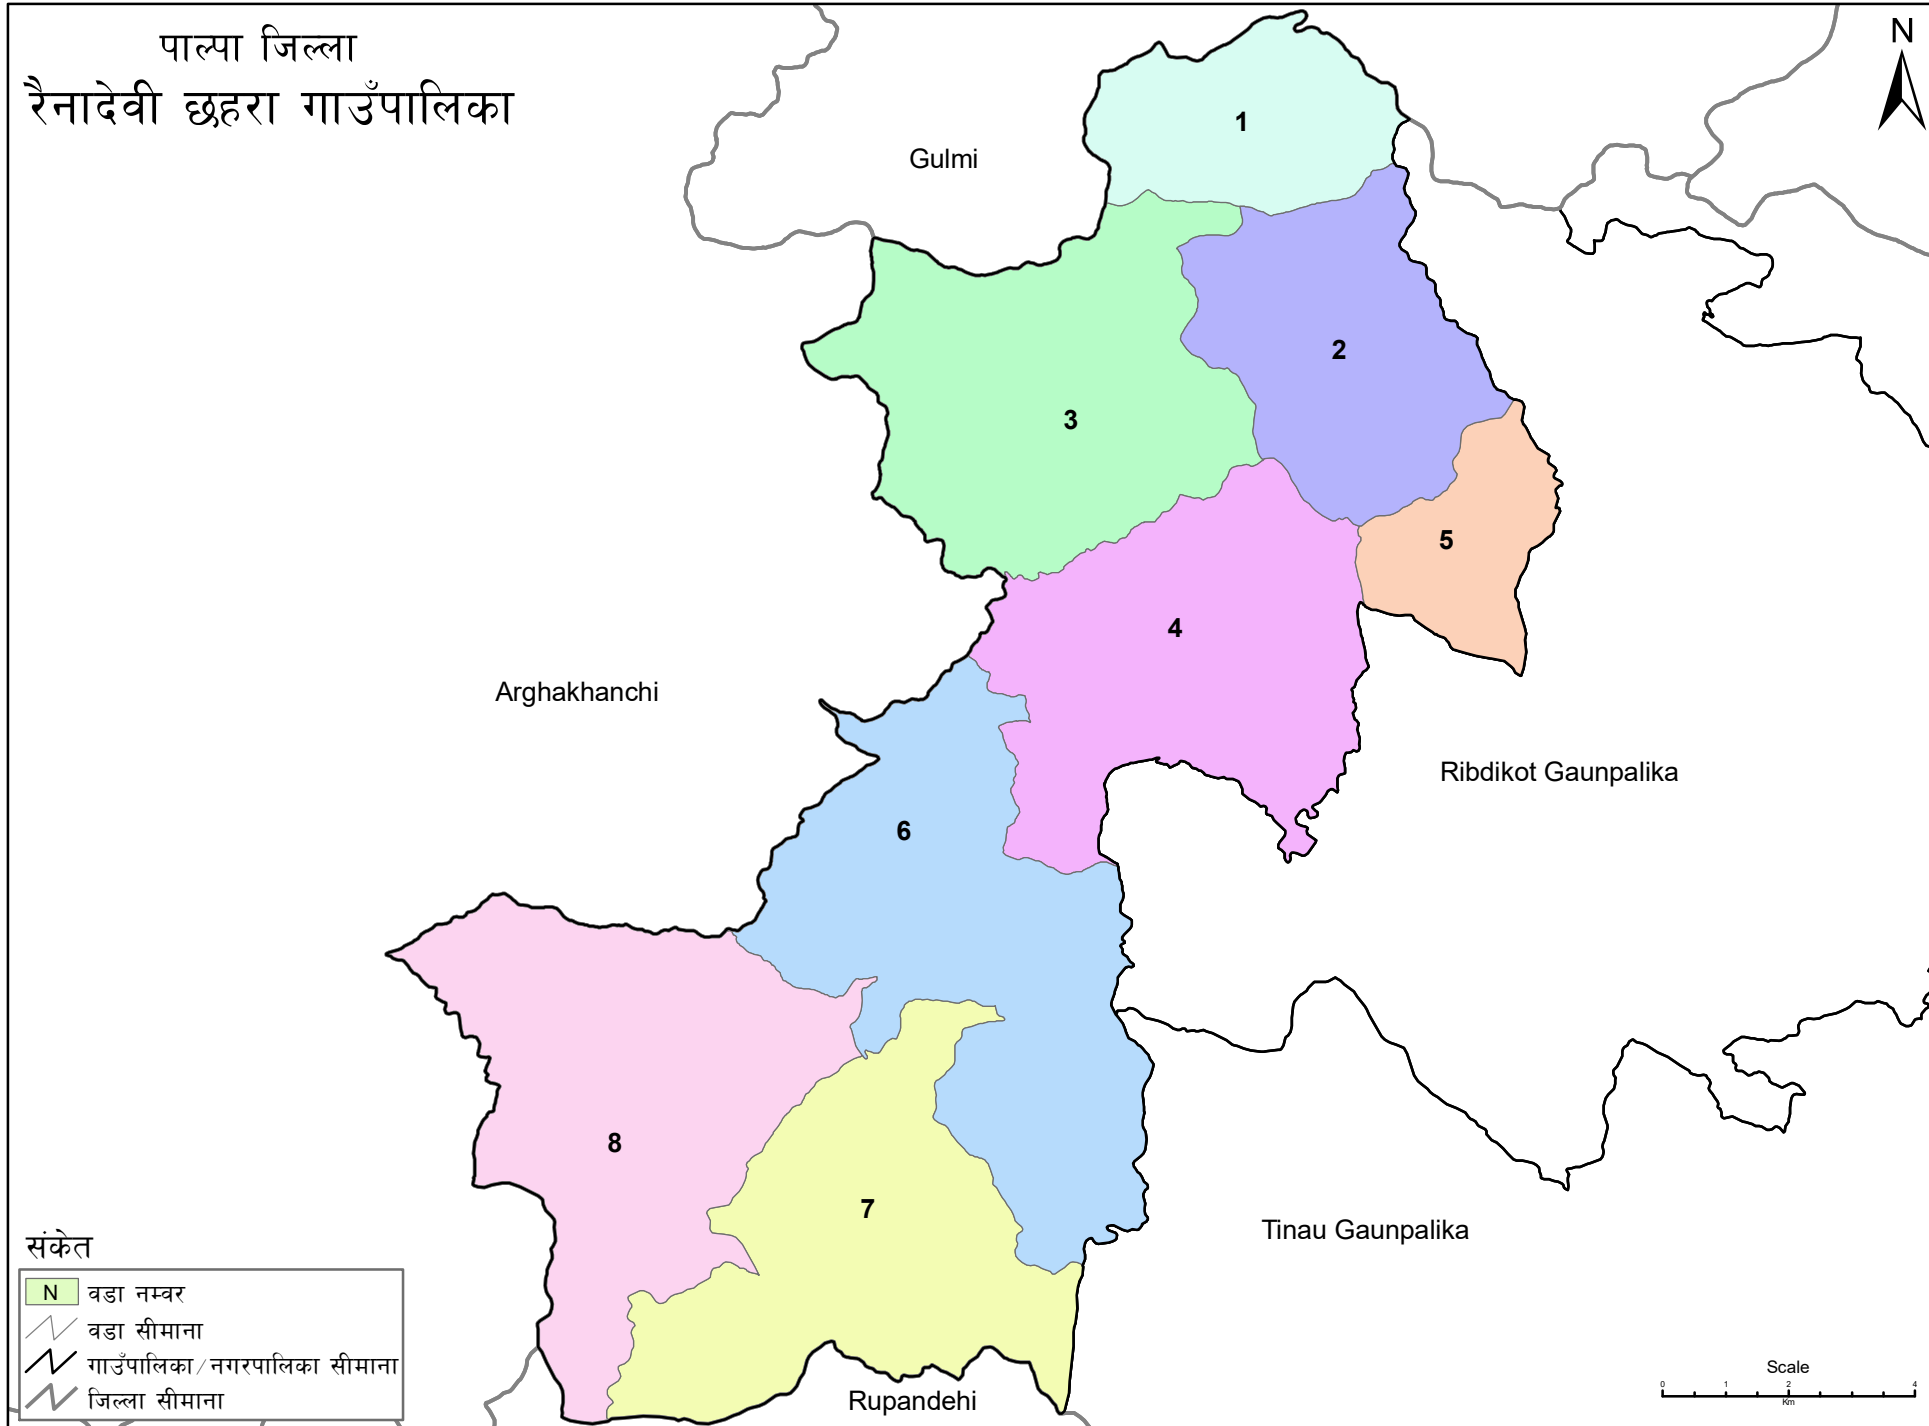 पाल्पा जिल्ला
रैनादेवी छहरा गाउँपालिका
N
1
Gulmi
2
3
5
4
Arghakhanchi
Ribdikot Gaunpalika
6
8
7
Tinau Gaunpalika
Rupandehi
संकेत
N वडा नम्वर
वडा सीमाना
गाउँपालिका/नगरपालिका सीमाना
जिल्ला सीमाना
Scale
0 1 2 4
Km